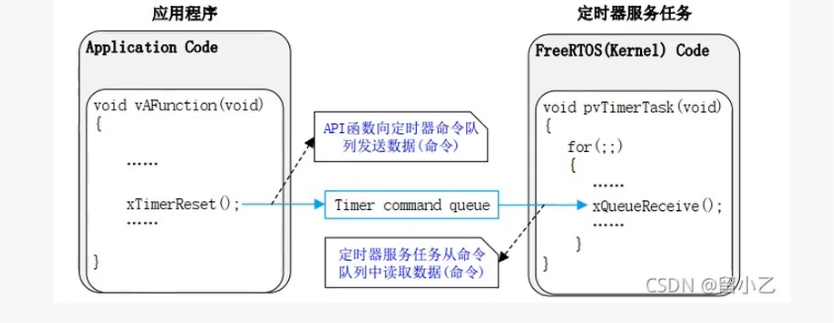 应用程序
Application Code
void vAFunction(void)
{
……
xTimerReset();
……
}
API函数向定时器命令队
列发送数据(命令)
Timer command queue
定时器服务任务从命令
队列中读取数据(命令)
定时器服务任务
FreeRTOS(Kernel) Code
void pvTimerTask(void)
{
for(;;)
{
……
xQueueReceive();
……
}
}
CSDN @留小乙